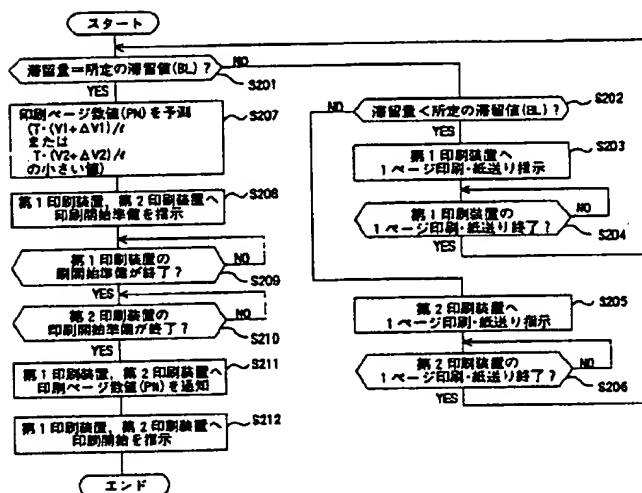 スタート
滞留量=所定の滞留値(BL)?
NO
S201
YES
印刷ページ数値(PN)を予測
(T・(V1+ΔV1)/ℓ
または
T・(V2+ΔV2)/ℓ
の小さい値)
S207
第1印刷装置,第2印刷装置へ
印刷開始準備を指示
S208
第1印刷装置の
刷開始準備が終了?
NO
S209
YES
第2印刷装置の
印刷開始準備が終了?
NO
S210
YES
第1印刷装置,第2印刷装置へ
印刷ページ数値(PN)を通知
S211
第1印刷装置,第2印刷装置へ
印刷開始を指示
S212
エンド
NO
滞留量<所定の滞留値(BL)?
S202
YES
第1印刷装置へ
1ページ印刷・紙送り指示
S203
第1印刷装置の
1ページ印刷・紙送り終了?
NO
S204
YES
第2印刷装置へ
1ページ印刷・紙送り指示
S205
第2印刷装置の
1ページ印刷・紙送り終了?
NO
S206
YES